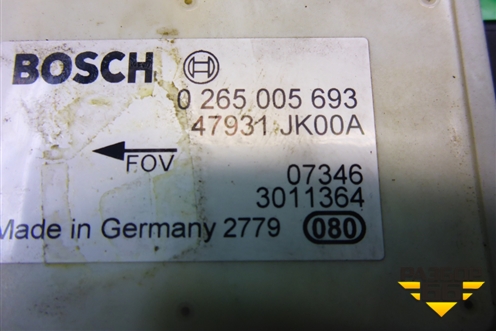 BOSCH
0 265 005 693
47931 JK00A
FOV
07346
3011364
Made in Germany 2779
080